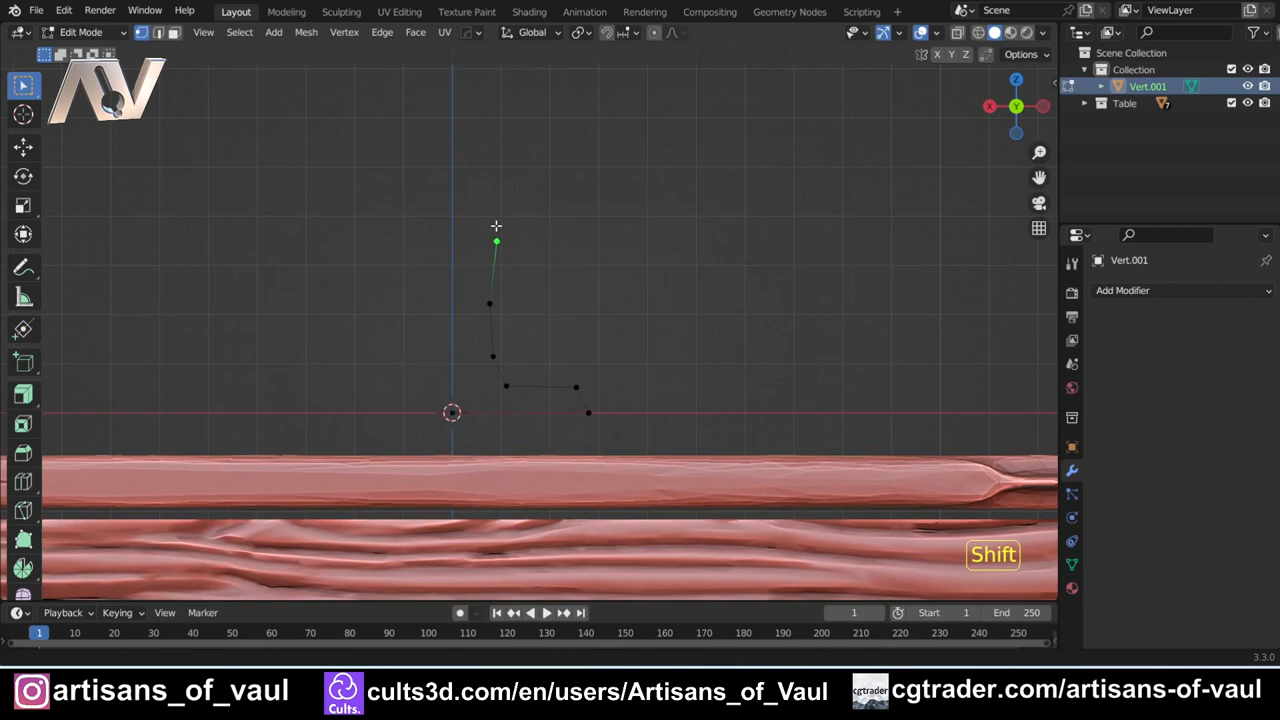 File Edit Render Window Help Layout Modeling Sculpting UV Editing Texture Paint Shading Animation Rendering Compositing Geometry Nodes Scripting + Scene ViewLayer
Edit Mode View Select Add Mesh Vertex Edge Face UV Global
X Y Z Options
AV
Z
X Y
Scene Collection
Collection
Vert.001
Table 7
Vert.001
Add Modifier
Shift
Playback Keying View Marker 1 Start 1 End 250
1 10 20 30 40 50 60 70 80 90 100 110 120 130 140 150 160 170 180 190 200 210 220 230 240 250
3.3.0
artisans_of_vaul Cults. cults3d.com/en/users/Artisans_of_Vaul cgtrader cgtrader.com/artisans-of-vaul